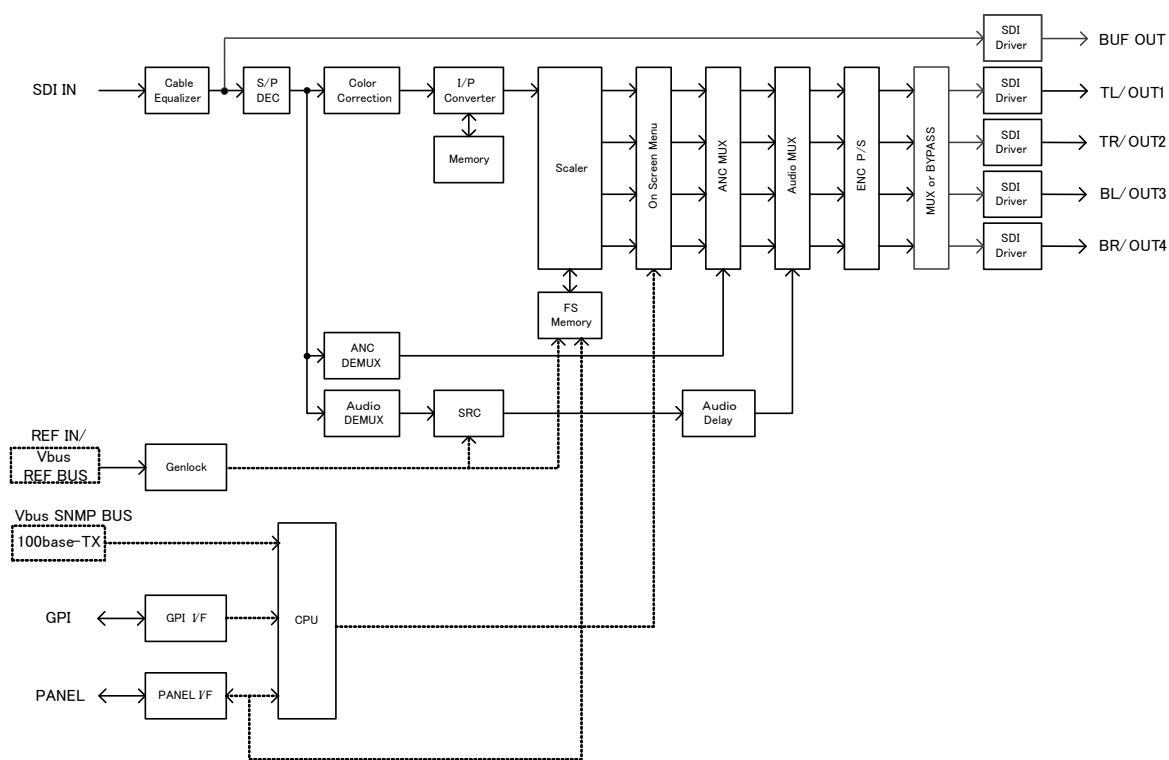 SDI
Driver
BUF OUT
SDI IN
Cable
Equalizer
S/P
DEC
Color
Correction
I/P
Converter
Memory
Scaler
On Screen Menu
ANC MUX
Audio MUX
ENC P/S
MUX or BYPASS
SDI
Driver
TL/OUT1
SDI
Driver
TR/OUT2
SDI
Driver
BL/OUT3
SDI
Driver
BR/OUT4
FS
Memory
ANC
DEMUX
Audio
DEMUX
SRC
Audio
Delay
REF IN/
Vbus
REF BUS
Genlock
Vbus SNMP BUS
100base-TX
CPU
GPI
GPI I/F
PANEL
PANEL I/F